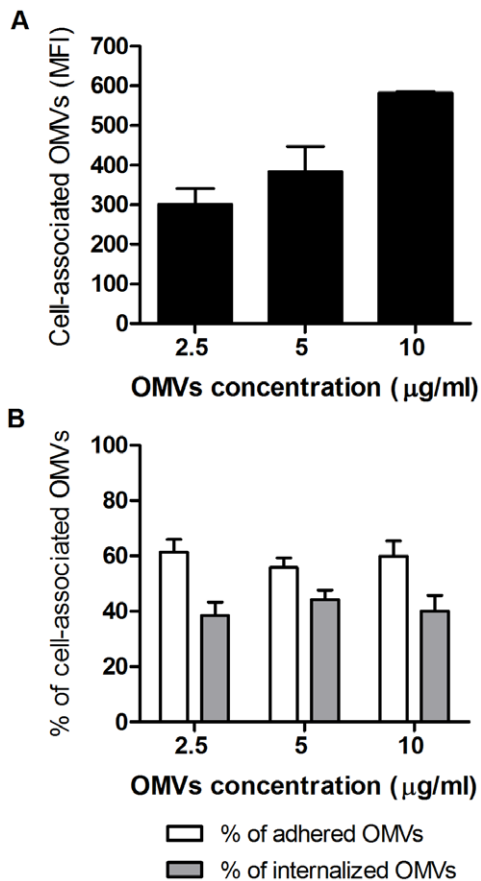 A
Cell-associated OMVs (MFI)
700
600
500
400
300
200
100
0
2.5 5 10
OMVs concentration (μg/ml)
B
% of cell-associated OMVs
100
80
60
40
20
0
2.5 5 10
OMVs concentration (μg/ml)
% of adhered OMVs
% of internalized OMVs